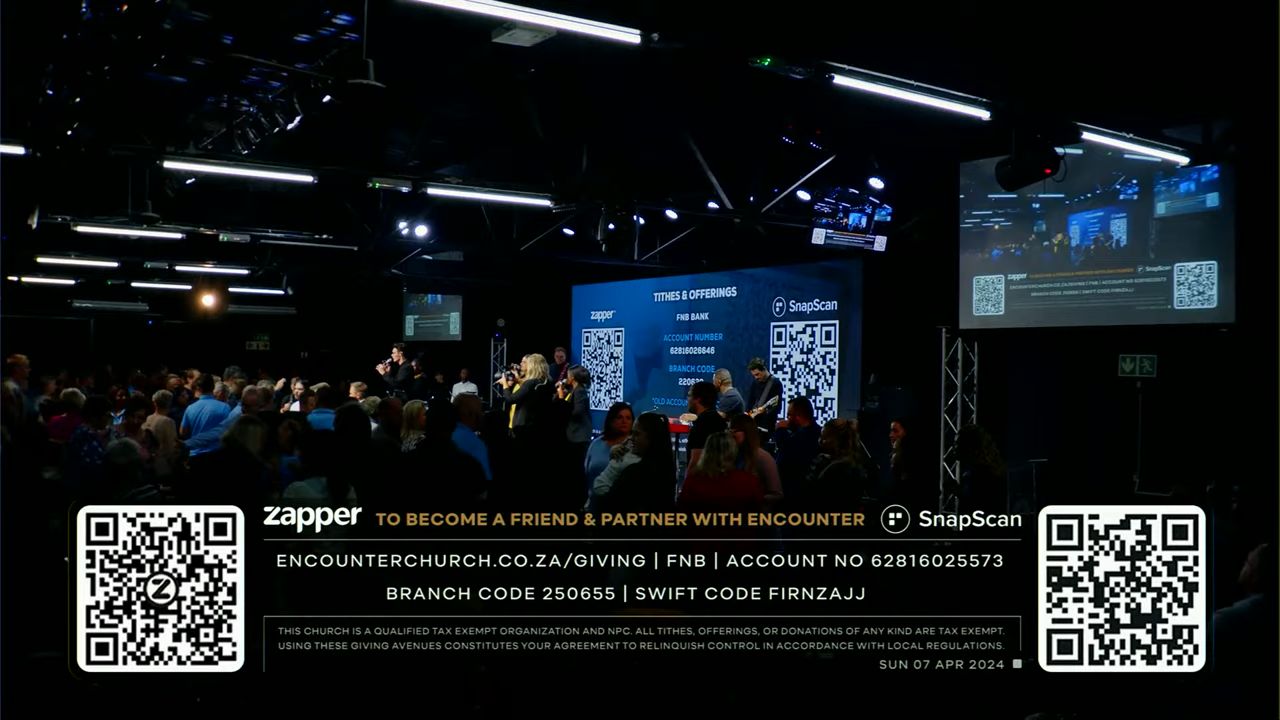 TITHES & OFFERINGS
zapper
SnapScan
FNB BANK
ACCOUNT NUMBER
62816026646
BRANCH CODE
zapper TO BECOME A FRIEND & PARTNER WITH ENCOUNTER SnapScan
ENCOUNTERCHURCH.CO.ZA/GIVING | FNB | ACCOUNT NO 62816025573
BRANCH CODE 250655 | SWIFT CODE FIRNZAJJ
THIS CHURCH IS A QUALIFIED TAX EXEMPT ORGANIZATION AND NPC. ALL TITHES, OFFERINGS, OR DONATIONS OF ANY KIND ARE TAX EXEMPT.
USING THESE GIVING AVENUES CONSTITUTES YOUR AGREEMENT TO RELINQUISH CONTROL IN ACCORDANCE WITH LOCAL REGULATIONS.
SUN 07 APR 2024